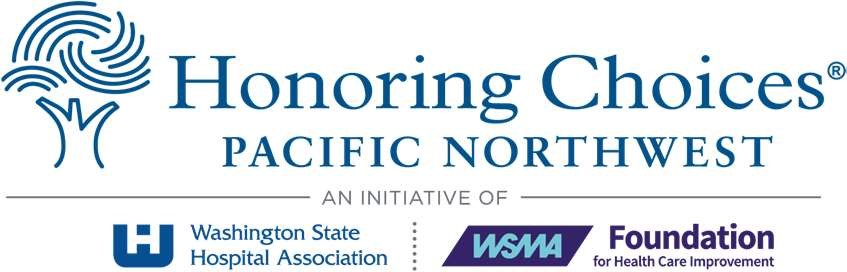 Honoring Choices®
PACIFIC NORTHWEST
AN INITIATIVE OF
H
Washington State
Hospital Association
WSMA
Foundation
for Health Care Improvement